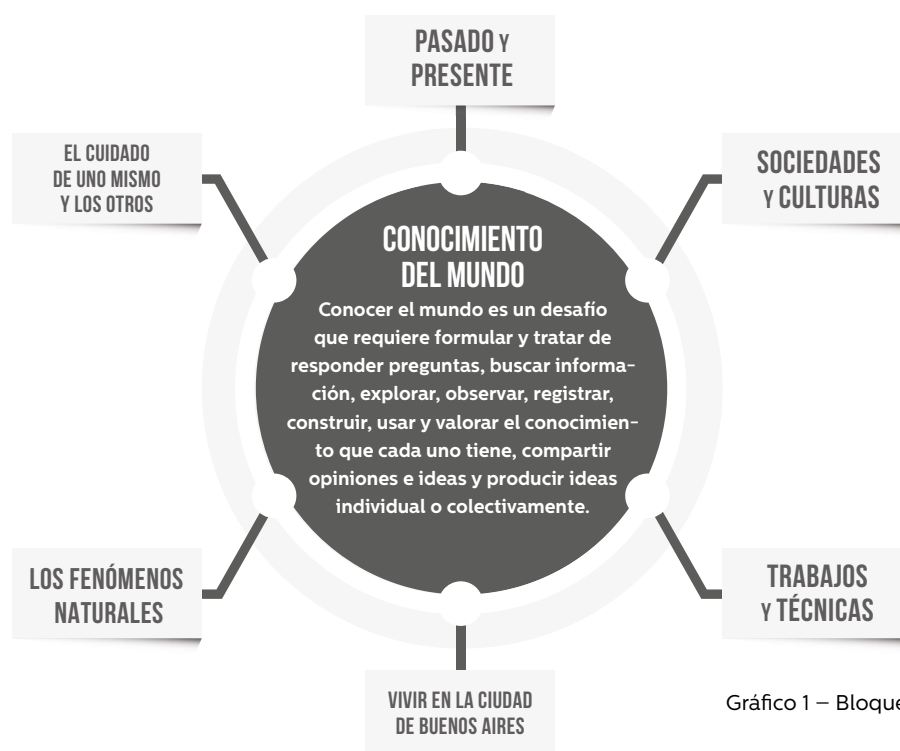 PASADO Y
PRESENTE
EL CUIDADO
DE UNO MISMO
Y LOS OTROS
SOCIEDADES
Y CULTURAS
CONOCIMIENTO
DEL MUNDO
Conocer el mundo es un desafío
que requiere formular y tratar de
responder preguntas, buscar informa-
ción, explorar, observar, registrar,
construir, usar y valorar el conocimien-
to que cada uno tiene, compartir
opiniones e ideas y producir ideas
individual o colectivamente.
LOS FENÓMENOS
NATURALES
TRABAJOS
Y TÉCNICAS
VIVIR EN LA CIUDAD
DE BUENOS AIRES
Gráfico 1 – Bloque